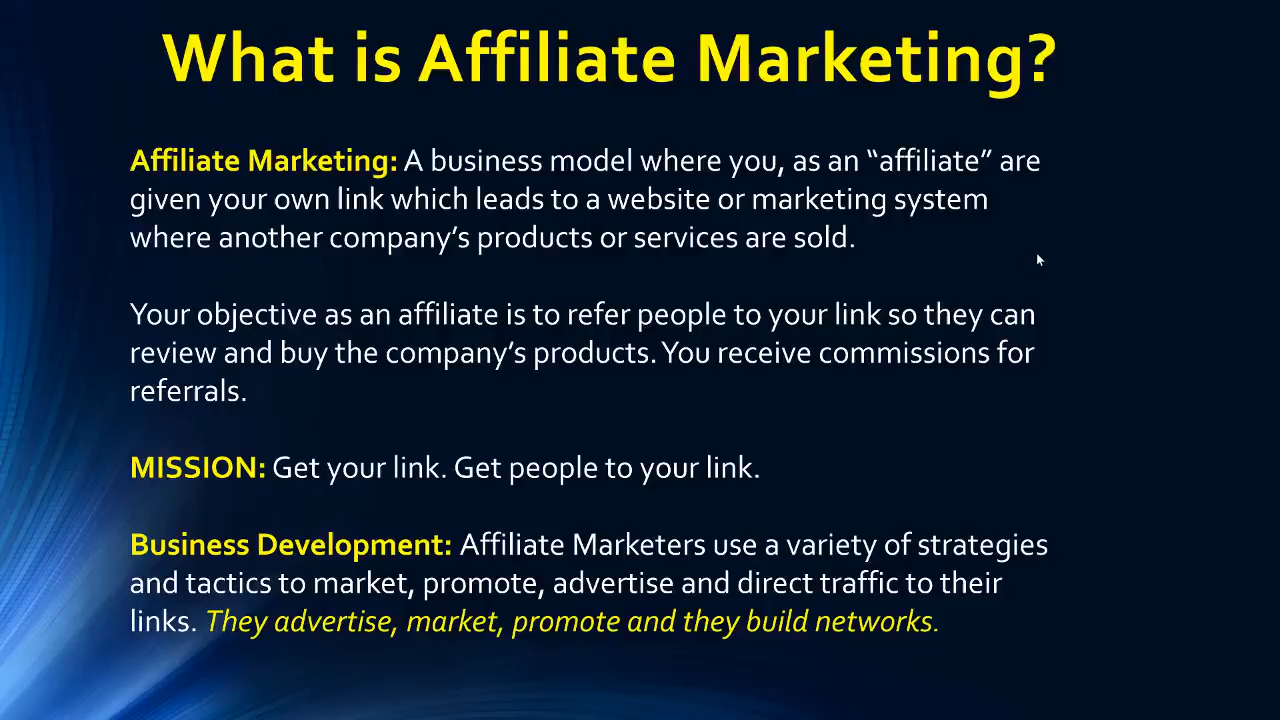 What is Affiliate Marketing?
Affiliate Marketing: A business model where you, as an “affiliate” are
given your own link which leads to a website or marketing system
where another company’s products or services are sold.
Your objective as an affiliate is to refer people to your link so they can
review and buy the company’s products. You receive commissions for
referrals.
MISSION: Get your link. Get people to your link.
Business Development: Affiliate Marketers use a variety of strategies
and tactics to market, promote, advertise and direct traffic to their
links. They advertise, market, promote and they build networks.